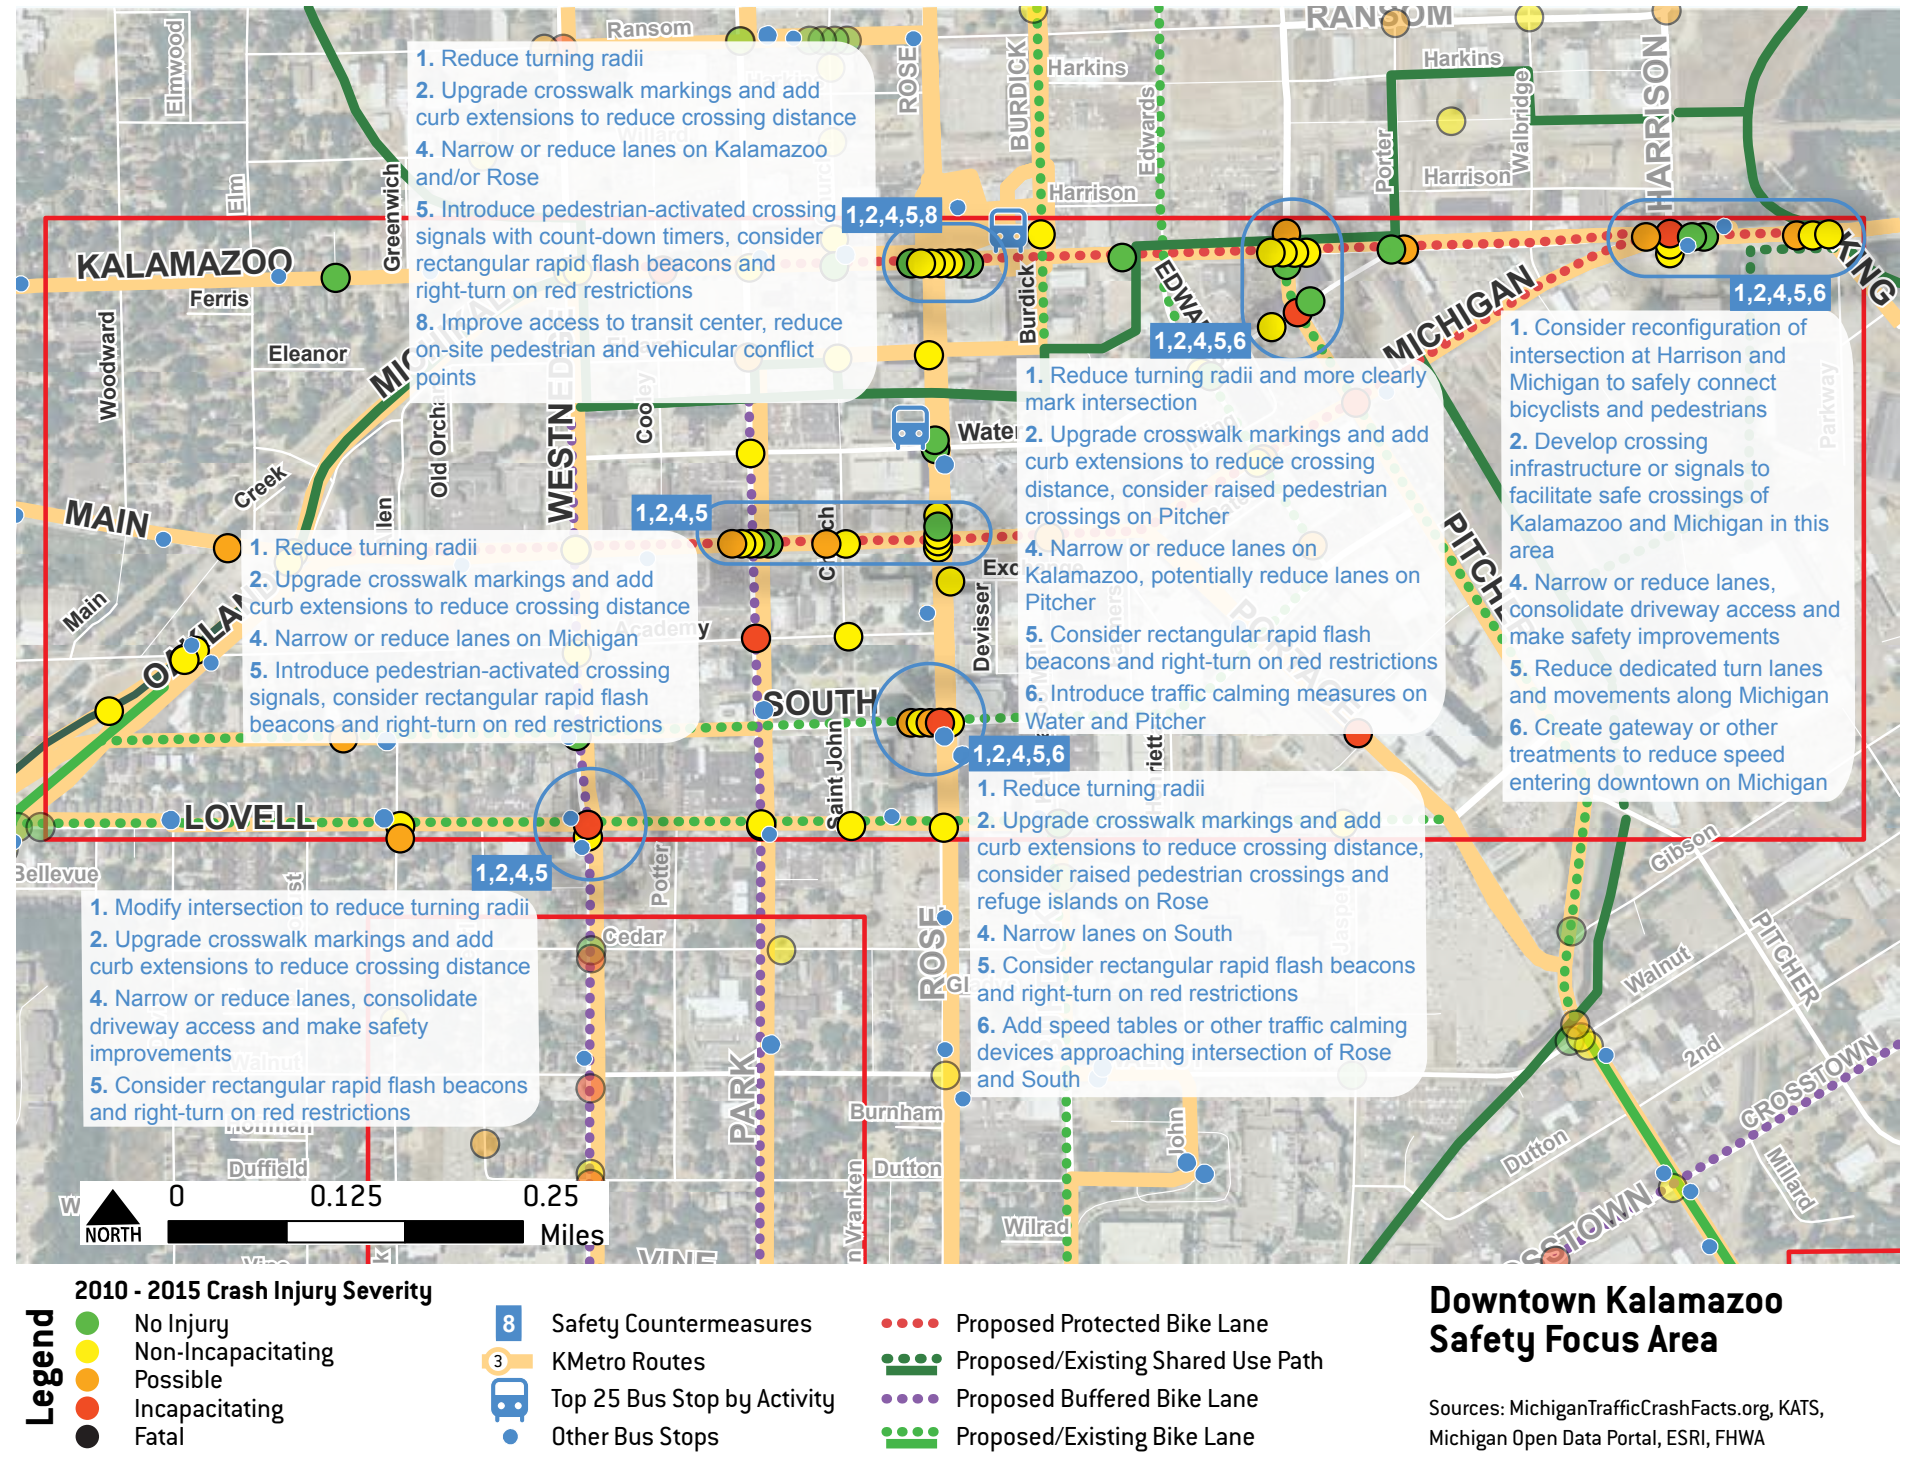 Ransom
RANSOM
Elmwood
ROSE
BURDICK
Harkins
Harkins
Edwards
Walbridge
HARRISON
Porter
Elm
Greenwich
Harrison
Harrison
1. Reduce turning radii
2. Upgrade crosswalk markings and add
curb extensions to reduce crossing distance
4. Narrow or reduce lanes on Kalamazoo
and/or Rose
5. Introduce pedestrian-activated crossing
signals with count-down timers, consider
rectangular rapid flash beacons and
right-turn on red restrictions
8. Improve access to transit center, reduce
on-site pedestrian and vehicular conflict
points
1,2,4,5,8
KALAMAZOO
Ferris
Woodward
Eleanor
Burdick
MICHIGAN
KING
1,2,4,5,6
1,2,4,5,6
1. Consider reconfiguration of
intersection at Harrison and
Michigan to safely connect
bicyclists and pedestrians
2. Develop crossing
infrastructure or signals to
facilitate safe crossings of
Kalamazoo and Michigan in this
area
4. Narrow or reduce lanes,
consolidate driveway access and
make safety improvements
5. Reduce dedicated turn lanes
and movements along Michigan
6. Create gateway or other
treatments to reduce speed
entering downtown on Michigan
Parkway
1. Reduce turning radii and more clearly
mark intersection
2. Upgrade crosswalk markings and add
curb extensions to reduce crossing
distance, consider raised pedestrian
crossings on Pitcher
4. Narrow or reduce lanes on
Kalamazoo, potentially reduce lanes on
Pitcher
5. Consider rectangular rapid flash
beacons and right-turn on red restrictions
6. Introduce traffic calming measures on
Water and Pitcher
WESTN
Cooley
Old Orcha
Water
Creek
MAIN
Main
1,2,4,5
1. Reduce turning radii
2. Upgrade crosswalk markings and add
curb extensions to reduce crossing distance
4. Narrow or reduce lanes on Michigan
5. Introduce pedestrian-activated crossing
signals, consider rectangular rapid flash
beacons and right-turn on red restrictions
Academy
Devisser
PORTAGE
SOUTH
Saint John
1,2,4,5,6
1. Reduce turning radii
2. Upgrade crosswalk markings and add
curb extensions to reduce crossing distance,
consider raised pedestrian crossings and
refuge islands on Rose
4. Narrow lanes on South
5. Consider rectangular rapid flash beacons
and right-turn on red restrictions
6. Add speed tables or other traffic calming
devices approaching intersection of Rose
and South
LOVELL
Bellevue
1,2,4,5
1. Modify intersection to reduce turning radii
2. Upgrade crosswalk markings and add
curb extensions to reduce crossing distance
4. Narrow or reduce lanes, consolidate
driveway access and make safety
improvements
5. Consider rectangular rapid flash beacons
and right-turn on red restrictions
Potter
Cedar
ROSE
PARK
Burnham
Dutton
Duffield
John
Wilrad
VINE
Gibson
PITCHER
Walnut
2nd
CROSSTOWN
Dutton
Millard
NORTH
0 0.125 0.25
Miles
Legend
2010 - 2015 Crash Injury Severity
No Injury
Non-Incapacitating
Possible
Incapacitating
Fatal
8 Safety Countermeasures
3 KMetro Routes
Top 25 Bus Stop by Activity
Other Bus Stops
Proposed Protected Bike Lane
Proposed/Existing Shared Use Path
Proposed Buffered Bike Lane
Proposed/Existing Bike Lane
Downtown Kalamazoo
Safety Focus Area
Sources: MichiganTrafficCrashFacts.org, KATS,
Michigan Open Data Portal, ESRI, FHWA